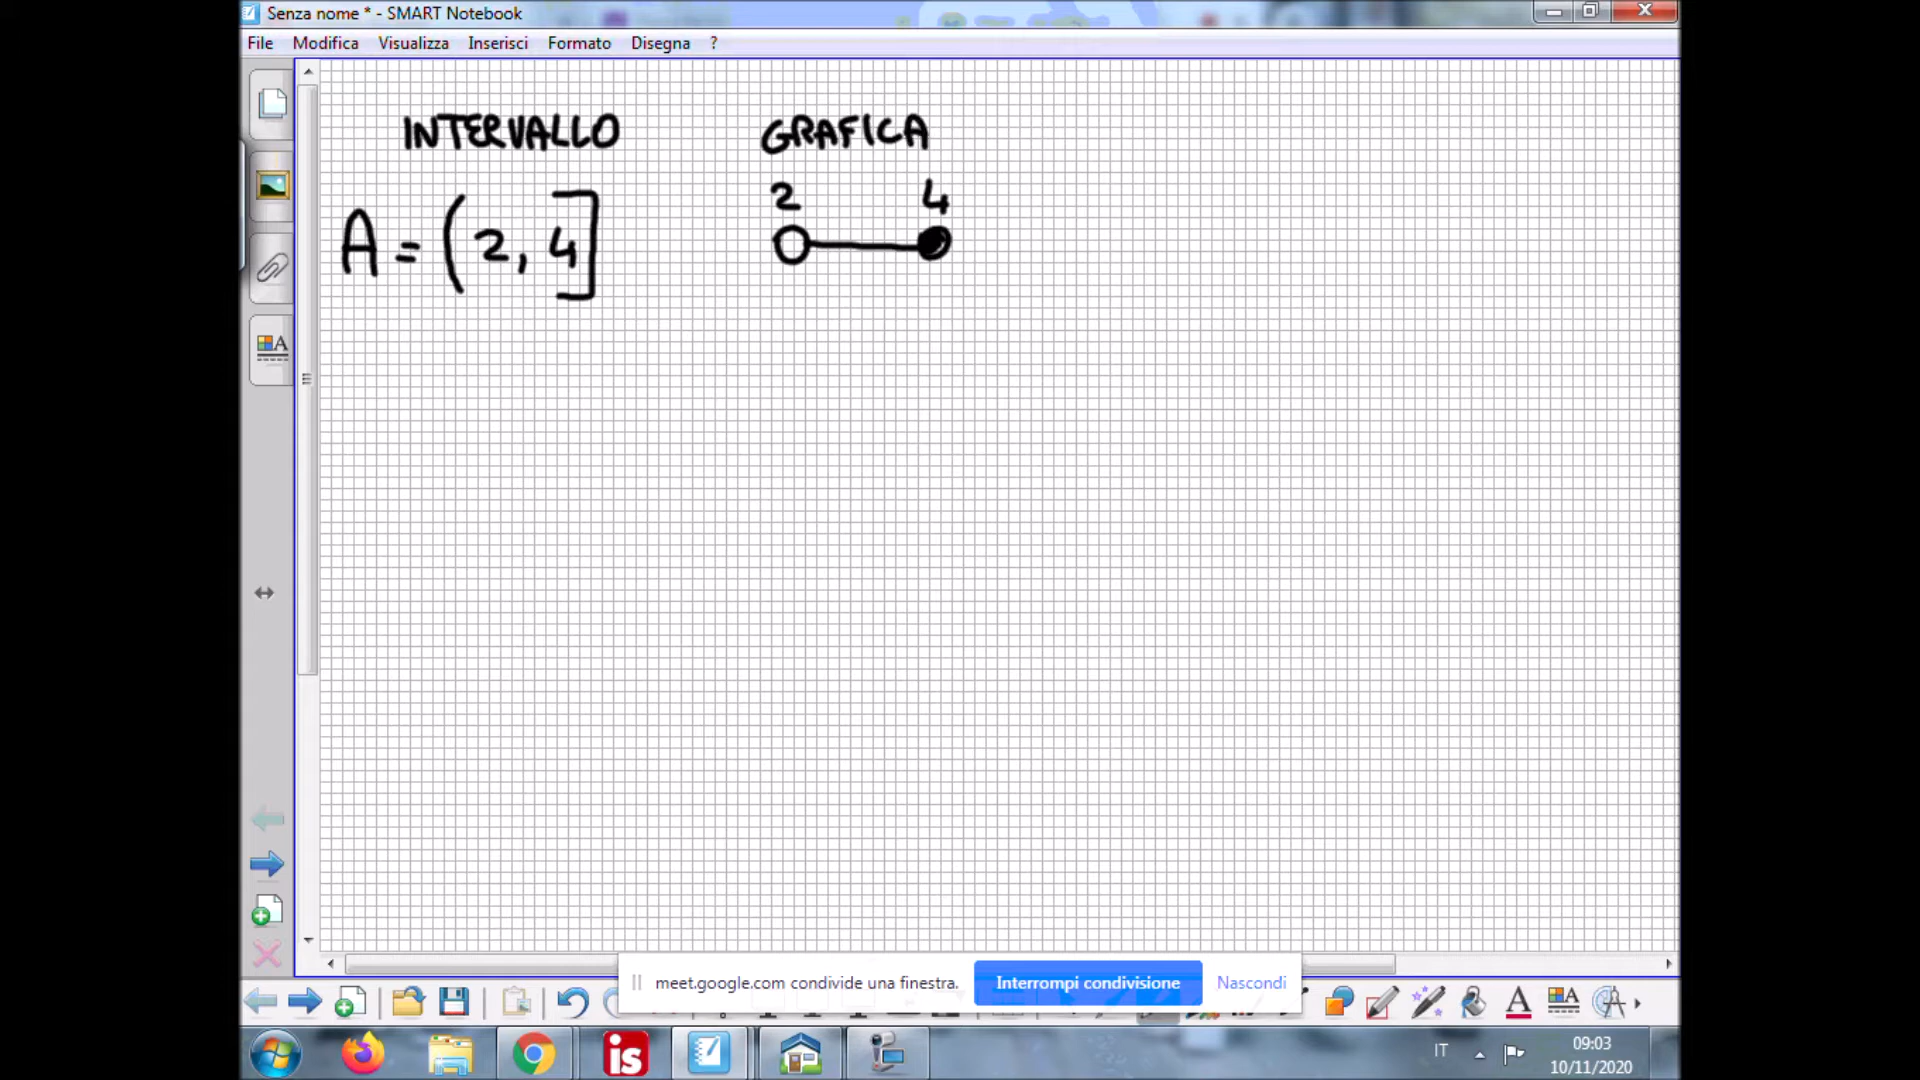 Senza nome * - SMART Notebook
File Modifica Visualizza Inserisci Formato Disegna ?
INTERVALLO GRAFICA
2 4
A = (2, 4]
meet.google.com condivide una finestra. Interrompi condivisione Nascondi
is IT 09:03
10/11/2020